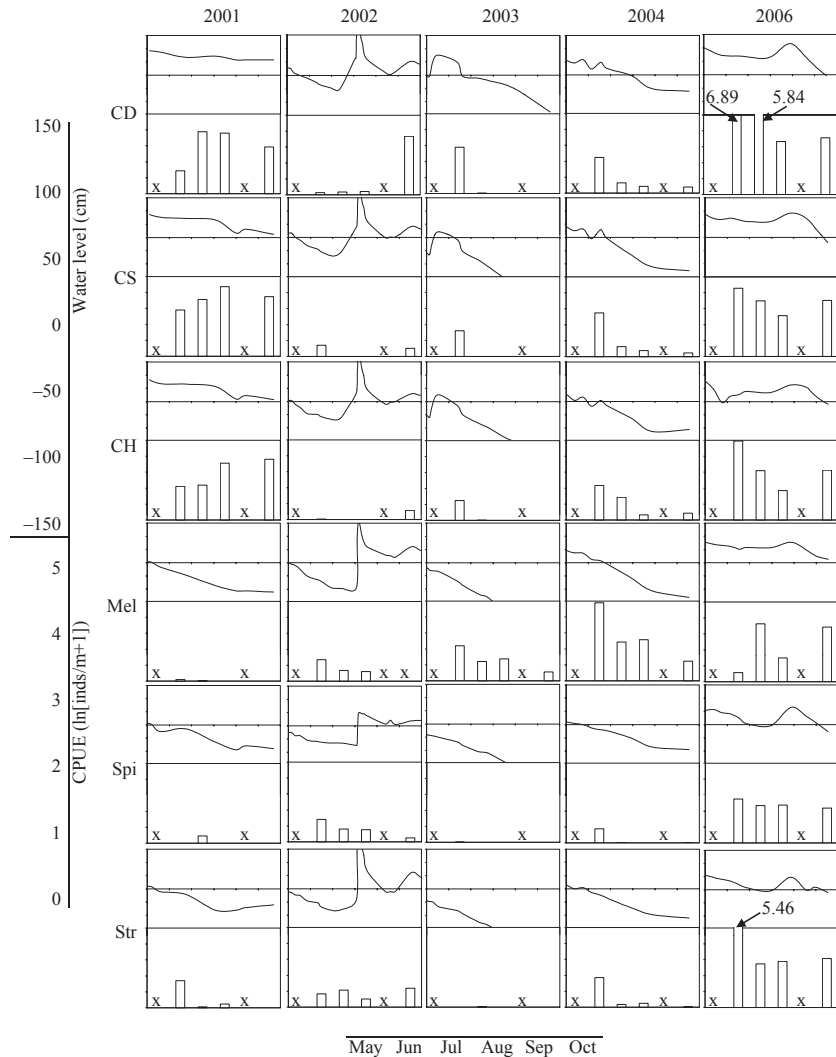 2001 2002 2003 2004 2006
CD
6.89 5.84
x x x x x x x x x x
CS
x x x x x x x x x x
CH
x x x x x x x x x x
Mel
x x x x x x x x x x
Spi
x x x x x x x x x x
Str
5.46
x x x x x x x x x x
150
100
50
0
−50
−100
−150
Water level (cm)
5
4
3
2
1
0
CPUE (ln[inds/m+1])
May Jun Jul Aug Sep Oct